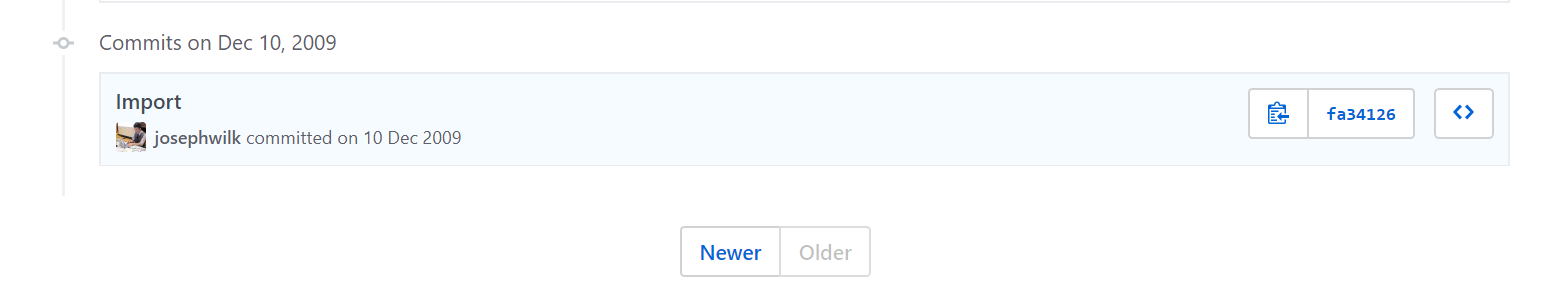 Commits on Dec 10, 2009
Import
fa34126
josephwilk committed on 10 Dec 2009
Newer Older